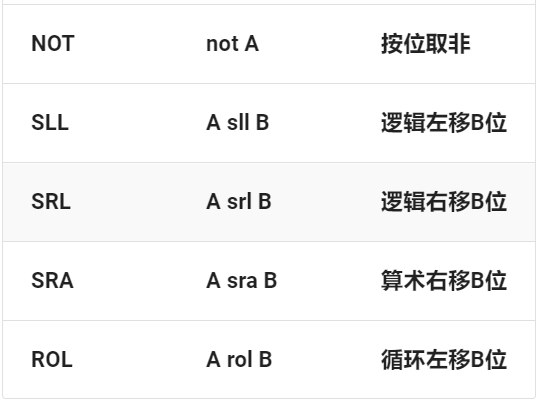 NOT not A 按位取非
SLL A sll B 逻辑左移B位
SRL A srl B 逻辑右移B位
SRA A sra B 算术右移B位
ROL A rol B 循环左移B位